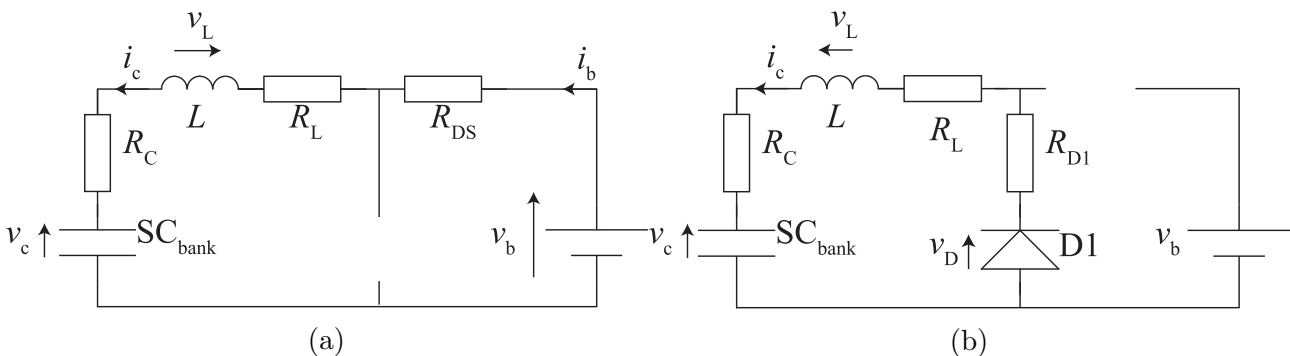 v_L
i_c
L
R_L
R_DS
i_b
R_C
v_c
SC_bank
v_b
(a)
v_L
i_c
L
R_L
R_C
R_D1
v_c
SC_bank
v_D
D1
v_b
(b)